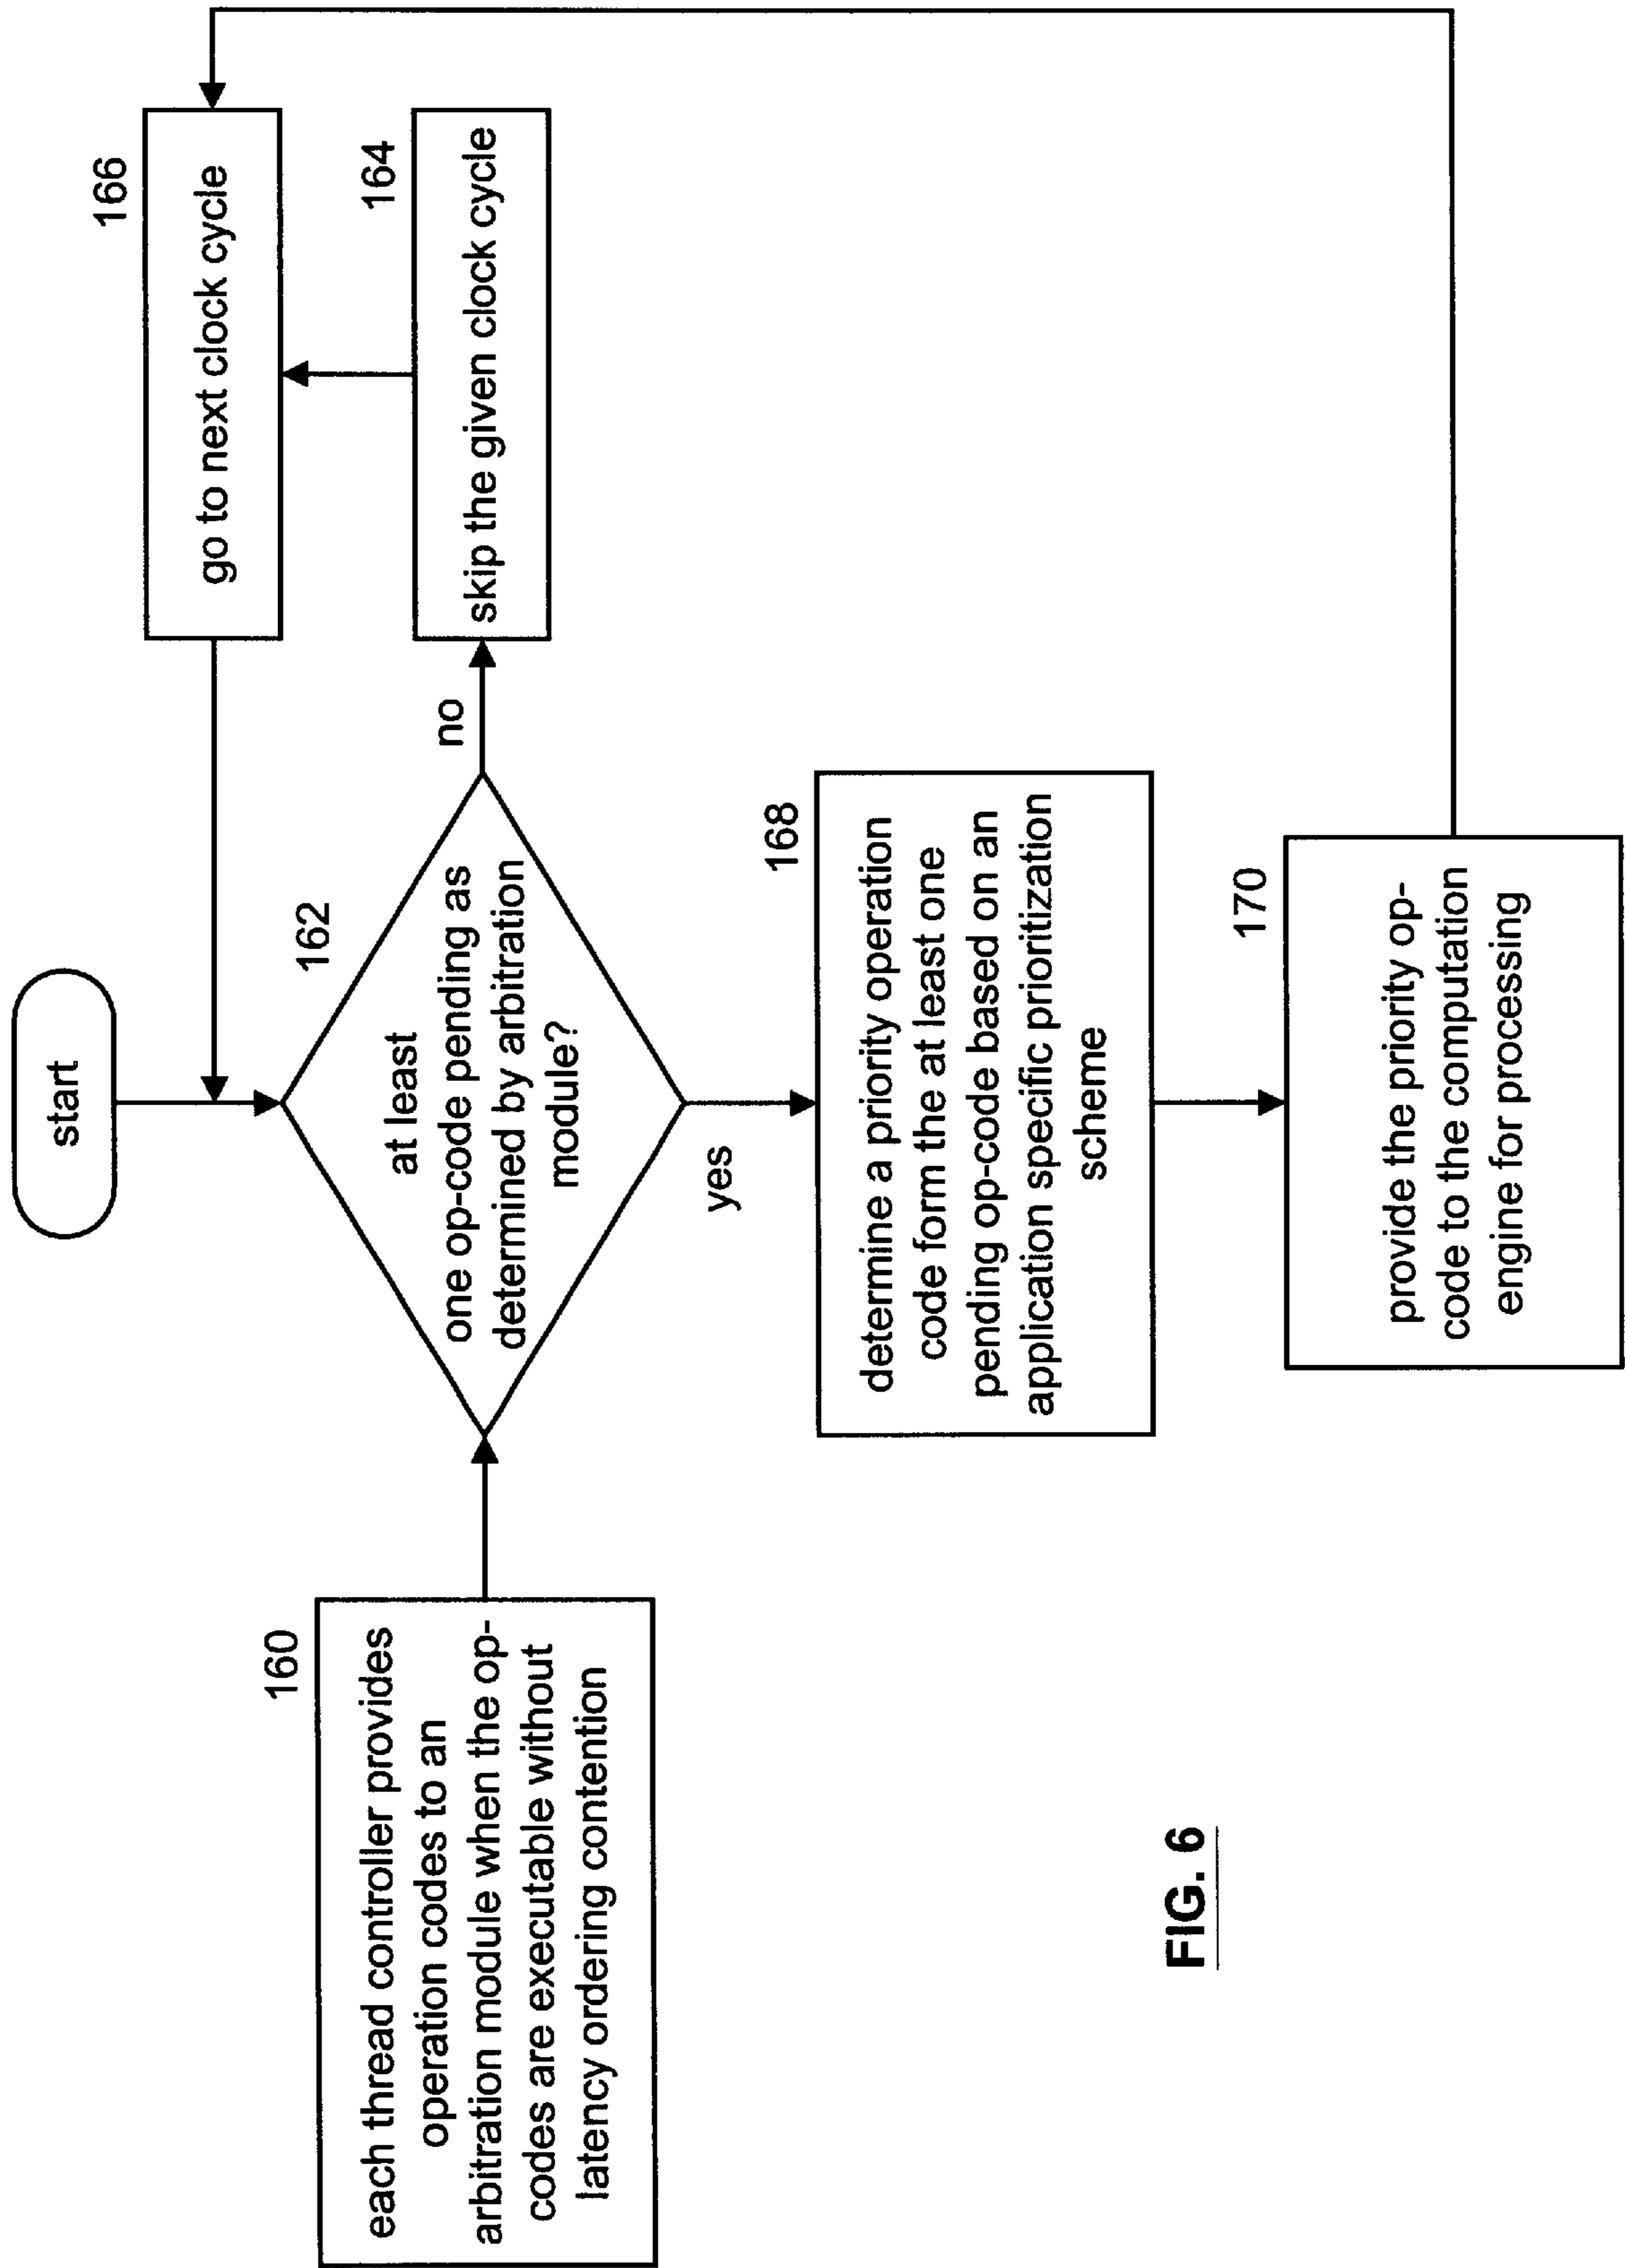 start
166
go to next clock cycle
164
skip the given clock cycle
162
at least
one op-code pending as
determined by arbitration
module?
no
yes
160
each thread controller provides
operation codes to an
arbitration module when the op-
codes are executable without
latency ordering contention
168
determine a priority operation
code form the at least one
pending op-code based on an
application specific prioritization
scheme
170
provide the priority op-
code to the computation
engine for processing
FIG. 6